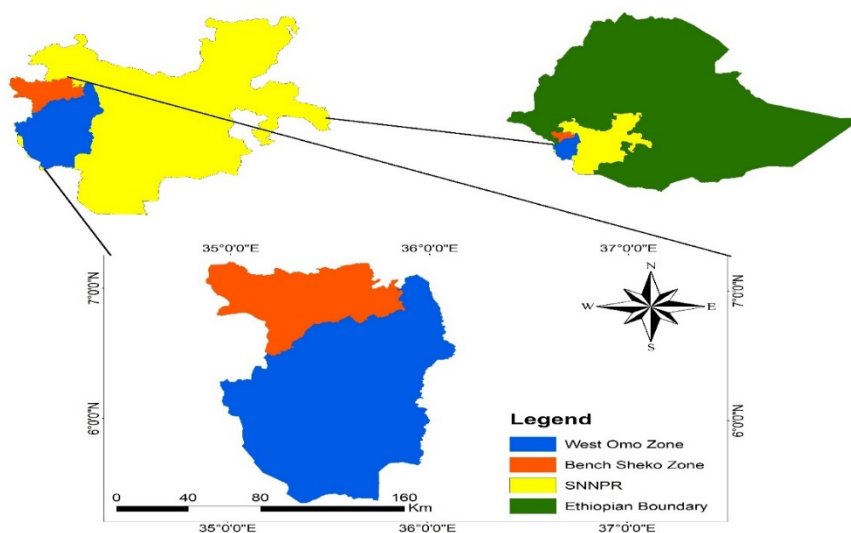 35°0'0"E 36°0'0"E 37°0'0"E
7°0'0"N
7°0'0"N
N
W E
S
6°0'0"N
6°0'0"N
Legend
West Omo Zone
Bench Sheko Zone
SNNPR
Ethiopian Boundary
0 40 80 160
Km
35°0'0"E 36°0'0"E 37°0'0"E